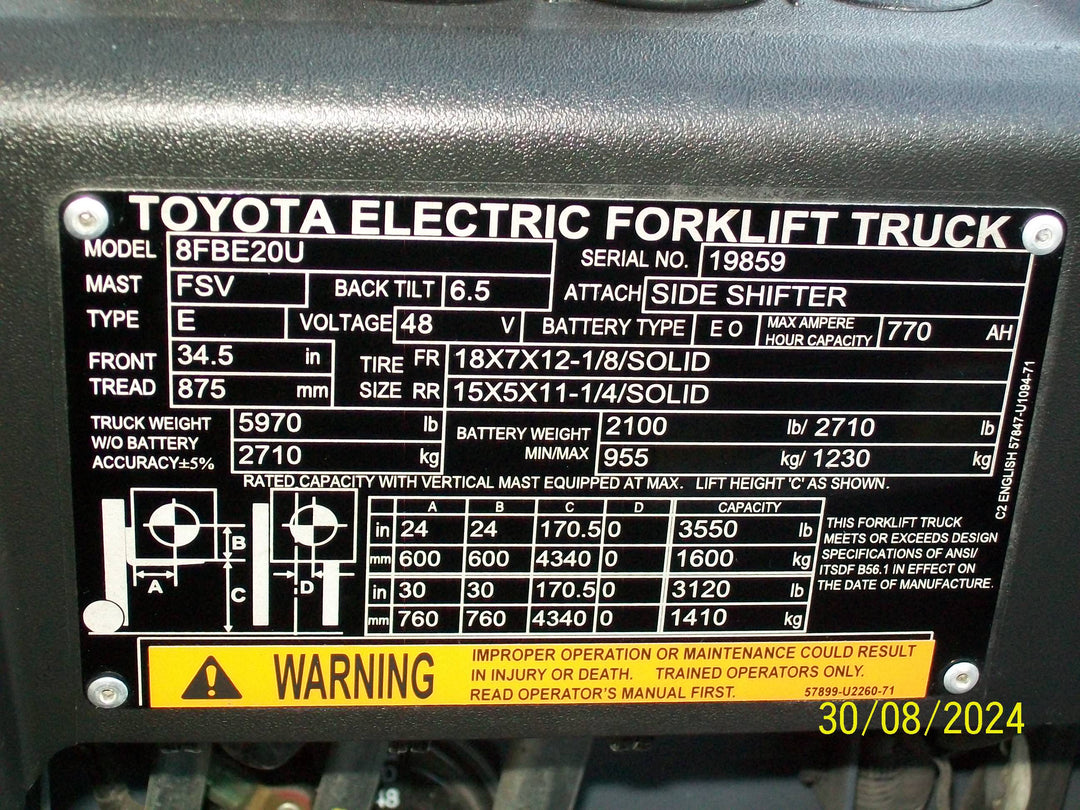 TOYOTA ELECTRIC FORKLIFT TRUCK
MODEL 8FBE20U SERIAL NO. 19859
MAST FSV BACK TILT 6.5 ATTACH SIDE SHIFTER
TYPE E VOLTAGE 48 V BATTERY TYPE E O MAX AMPERE HOUR CAPACITY 770 AH
FRONT TREAD 34.5 in TIRE SIZE FR 18X7X12-1/8/SOLID
875 mm RR 15X5X11-1/4/SOLID
TRUCK WEIGHT W/O BATTERY ACCURACY±5% 5970 lb BATTERY WEIGHT MIN/MAX 2100 lb/ 2710 lb
2710 kg 955 kg/ 1230 kg
RATED CAPACITY WITH VERTICAL MAST EQUIPPED AT MAX. LIFT HEIGHT 'C' AS SHOWN.
A B C D CAPACITY
in 24 24 170.5 0 3550 lb
mm 600 600 4340 0 1600 kg
in 30 30 170.5 0 3120 lb
mm 760 760 4340 0 1410 kg
A B C D
THIS FORKLIFT TRUCK
MEETS OR EXCEEDS DESIGN
SPECIFICATIONS OF ANSI/
ITSDF B56.1 IN EFFECT ON
THE DATE OF MANUFACTURE.
C2 ENGLISH 57847-U1094-71
WARNING
IMPROPER OPERATION OR MAINTENANCE COULD RESULT
IN INJURY OR DEATH. TRAINED OPERATORS ONLY.
READ OPERATOR'S MANUAL FIRST. 57899-U2260-71
30/08/2024